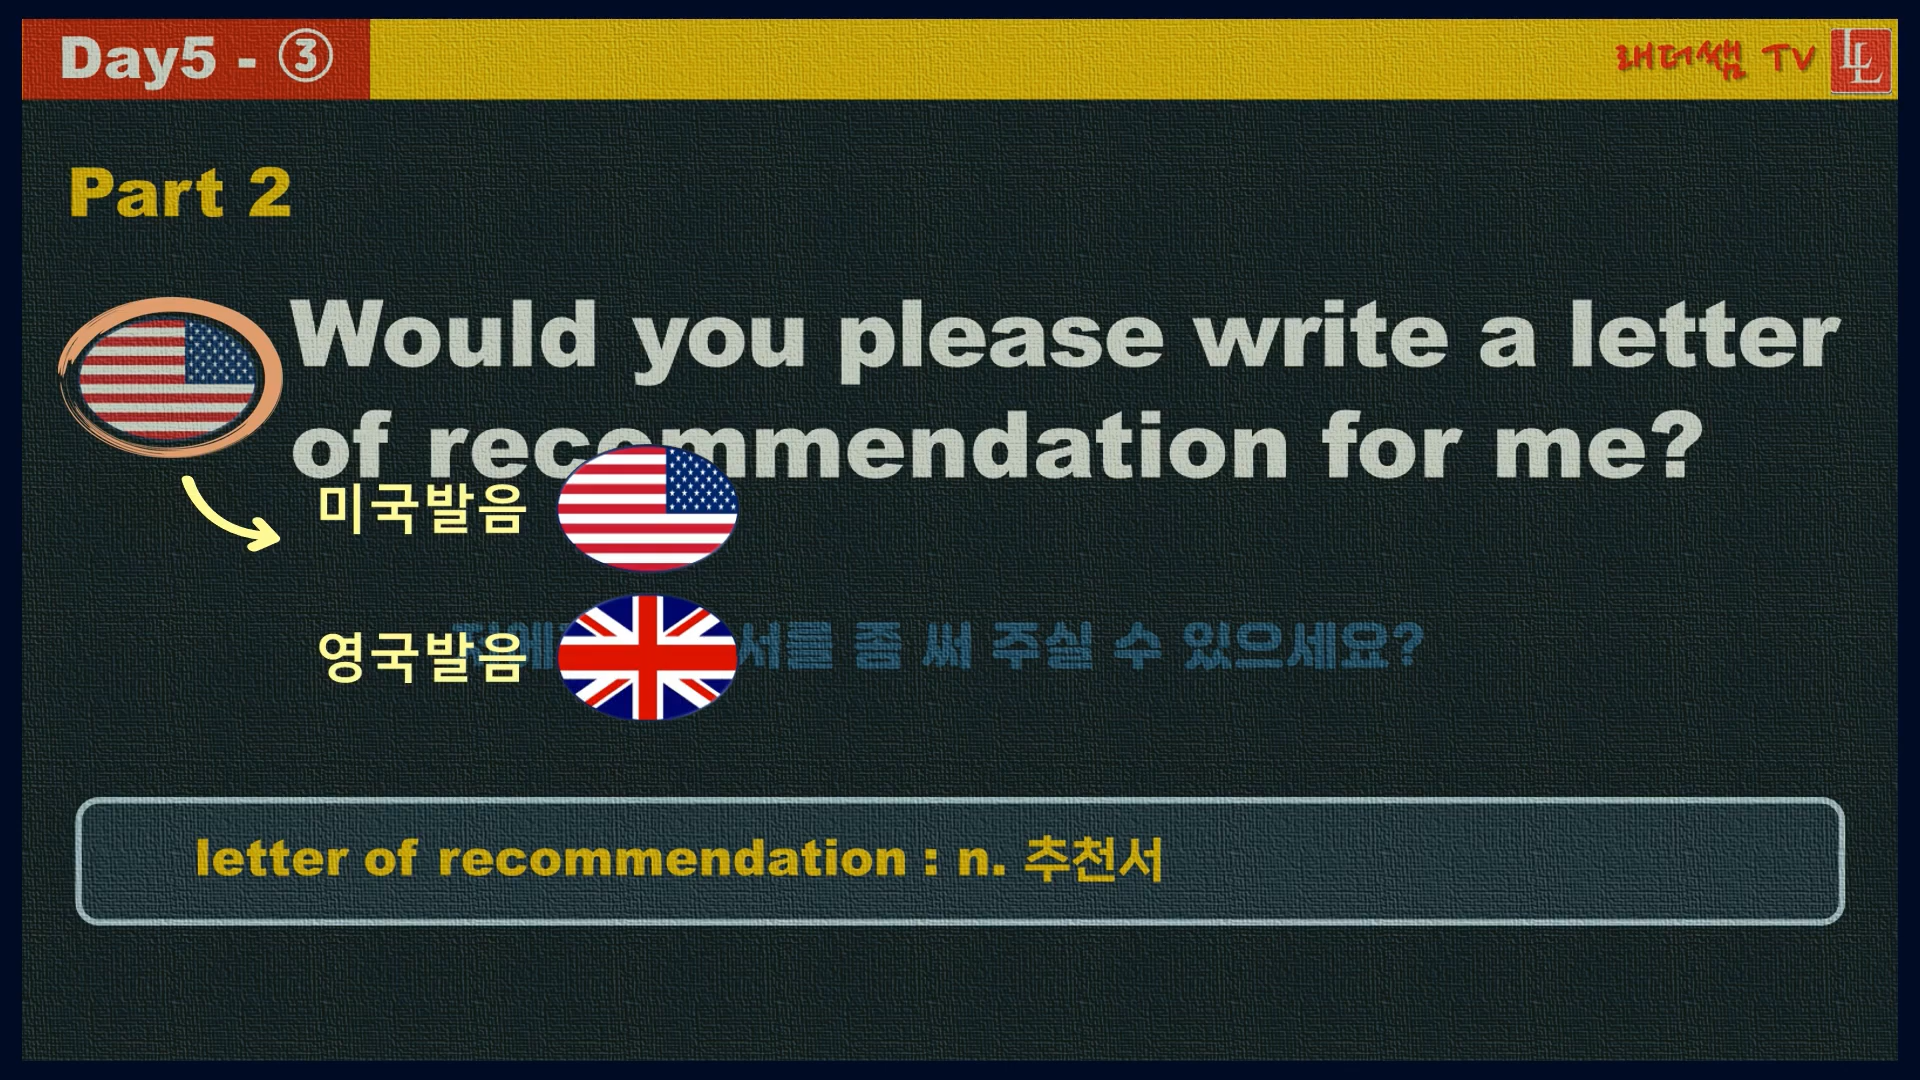 Day5 - ③
래더쌤 TV
LL
Part 2
Would you please write a letter
of recommendation for me?
미국발음
영국발음
서를 좀 써 주실 수 있으세요?
letter of recommendation : n. 추천서